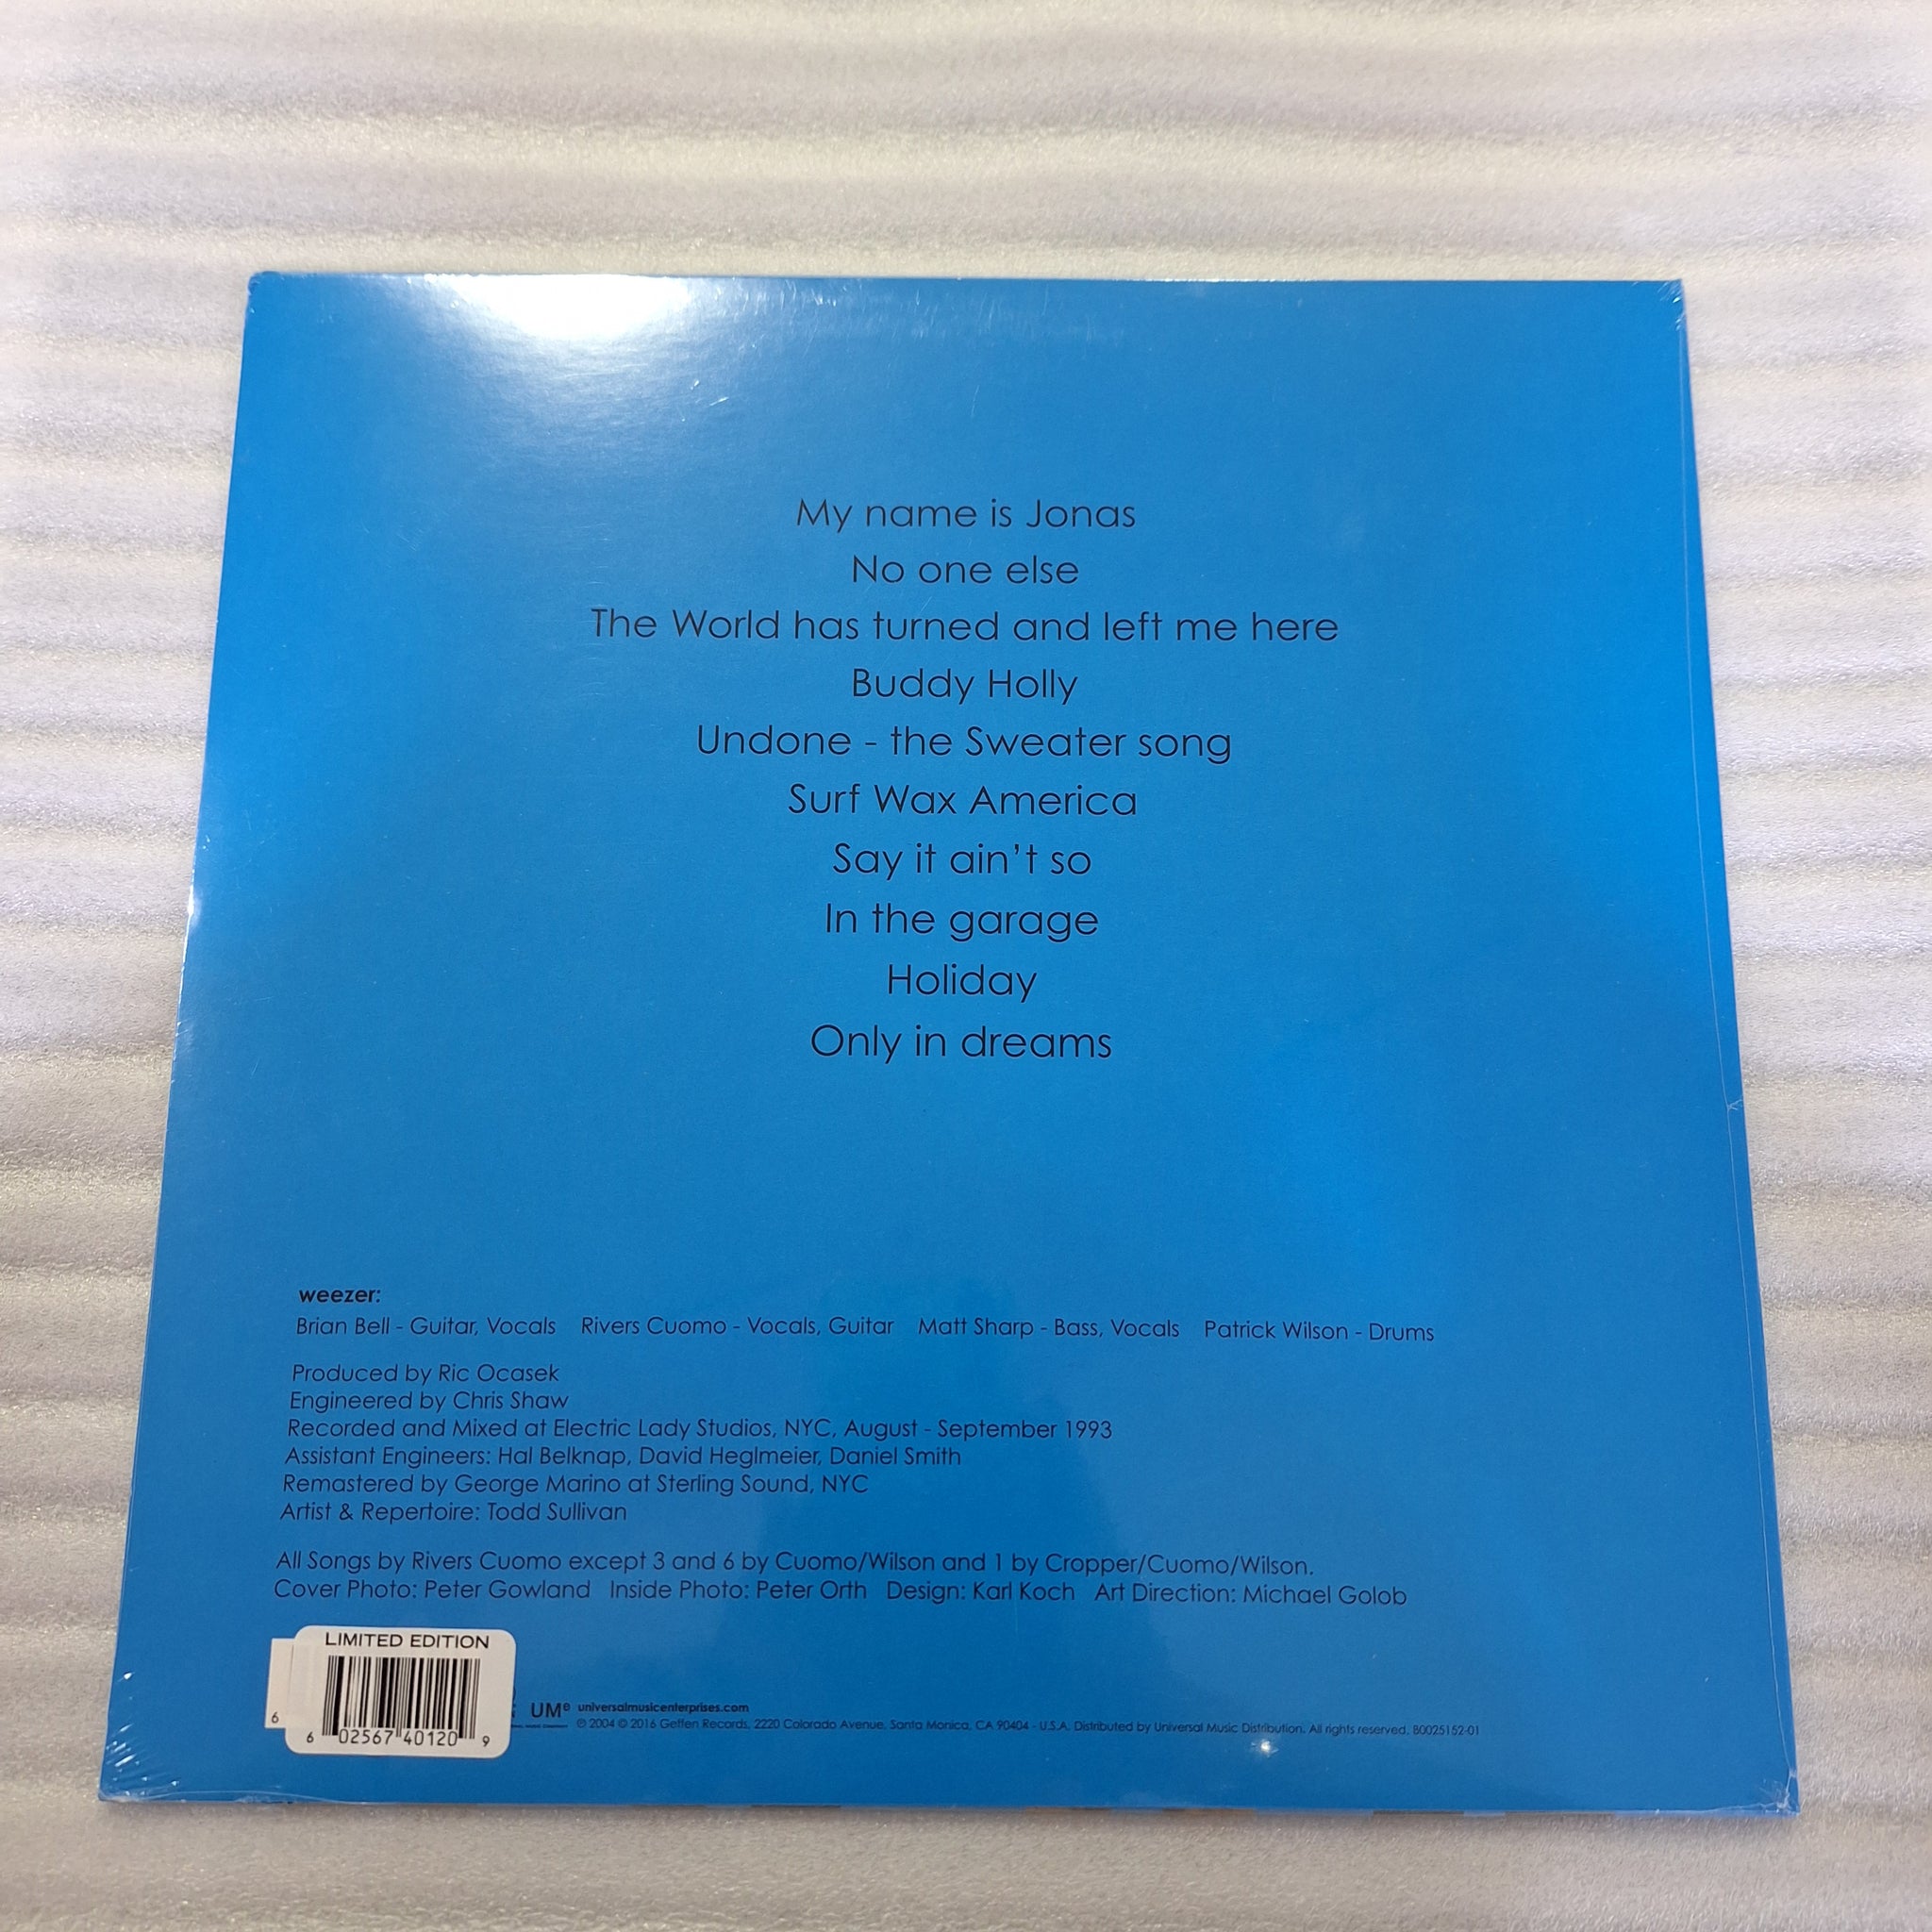 My name is Jonas
No one else
The World has turned and left me here
Buddy Holly
Undone - the Sweater song
Surf Wax America
Say it ain't so
In the garage
Holiday
Only in dreams
weezer:
Brian Bell - Guitar, Vocals Rivers Cuomo - Vocals, Guitar Matt Sharp - Bass, Vocals Patrick Wilson - Drums
Produced by Ric Ocasek
Engineered by Chris Shaw
Recorded and Mixed at Electric Lady Studios, NYC, August - September 1993
Assistant Engineers: Hal Belknap, David Heglmeier, Daniel Smith
Remastered by George Marino at Sterling Sound, NYC
Artist & Repertoire: Todd Sullivan
All Songs by Rivers Cuomo except 3 and 6 by Cuomo/Wilson and 1 by Cropper/Cuomo/Wilson.
Cover Photo: Peter Gowland Inside Photo: Peter Orth Design: Karl Koch Art Direction: Michael Golob
LIMITED EDITION
6
6 02567 40120 9
UMe universalmusicenterprises.com
℗ 2004 © 2016 Geffen Records, 2220 Colorado Avenue, Santa Monica, CA 90404 - U.S.A. Distributed by Universal Music Distribution. All rights reserved. B0025152-01